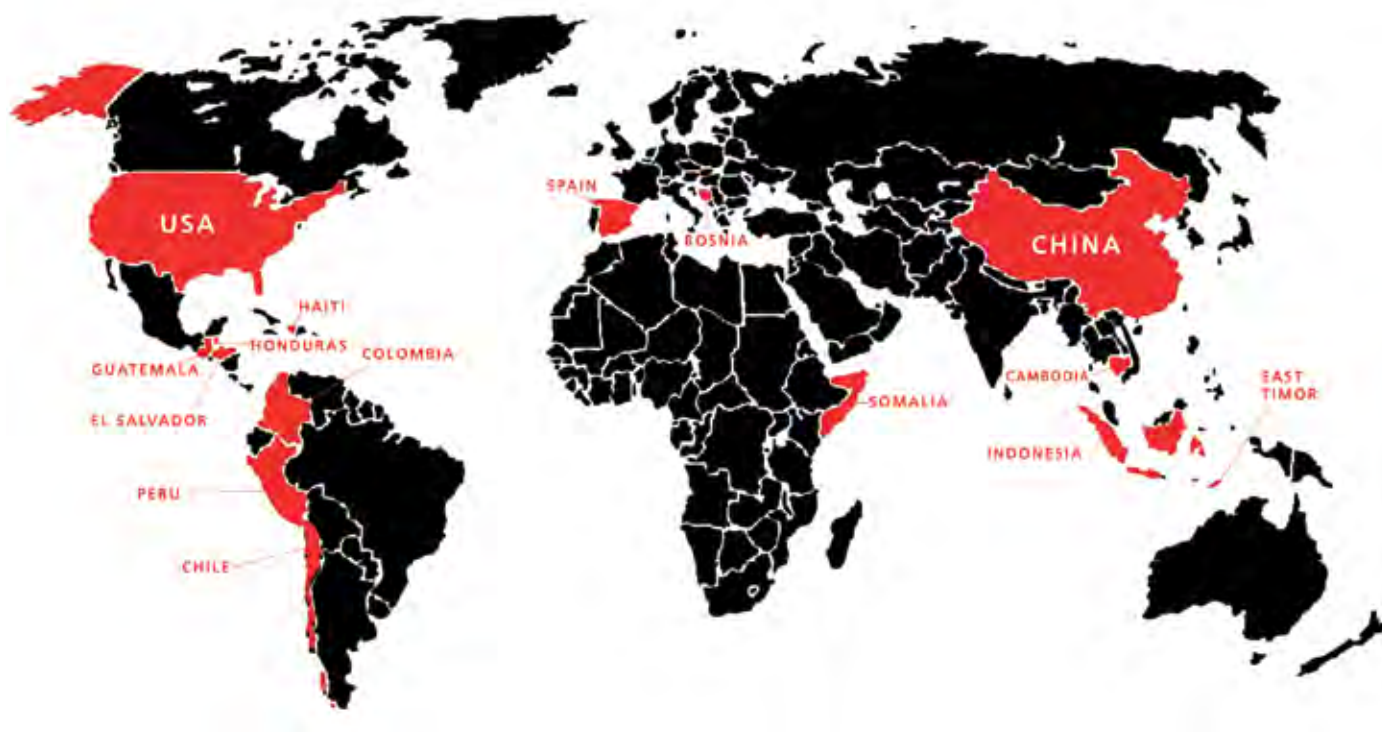 SPAIN
USA
BOSNIA
CHINA
HAITI
HONDURAS
COLOMBIA
GUATEMALA
CAMBODIA
EAST
TIMOR
EL SALVADOR
SOMALIA
INDONESIA
PERU
CHILE